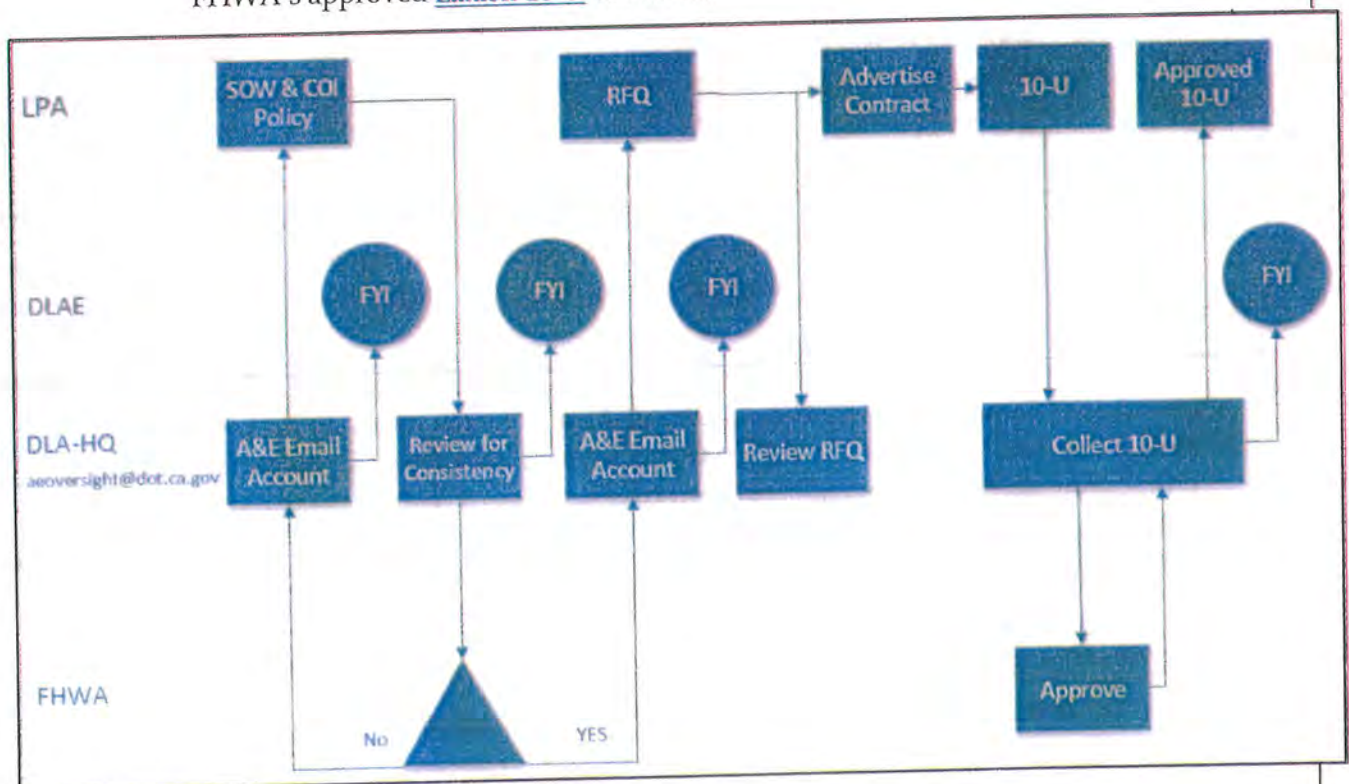 FHWA's approved
LPA
SOW & COI
Policy
RFQ
Advertise
Contract
10-U
Approved
10-U
DLAE
FYI
FYI
FYI
FYI
DLA-HQ
aeoversight@dot.ca.gov
A&E Email
Account
Review for
Consistency
A&E Email
Account
Review RFQ
Collect 10-U
FHWA
No
YES
Approve